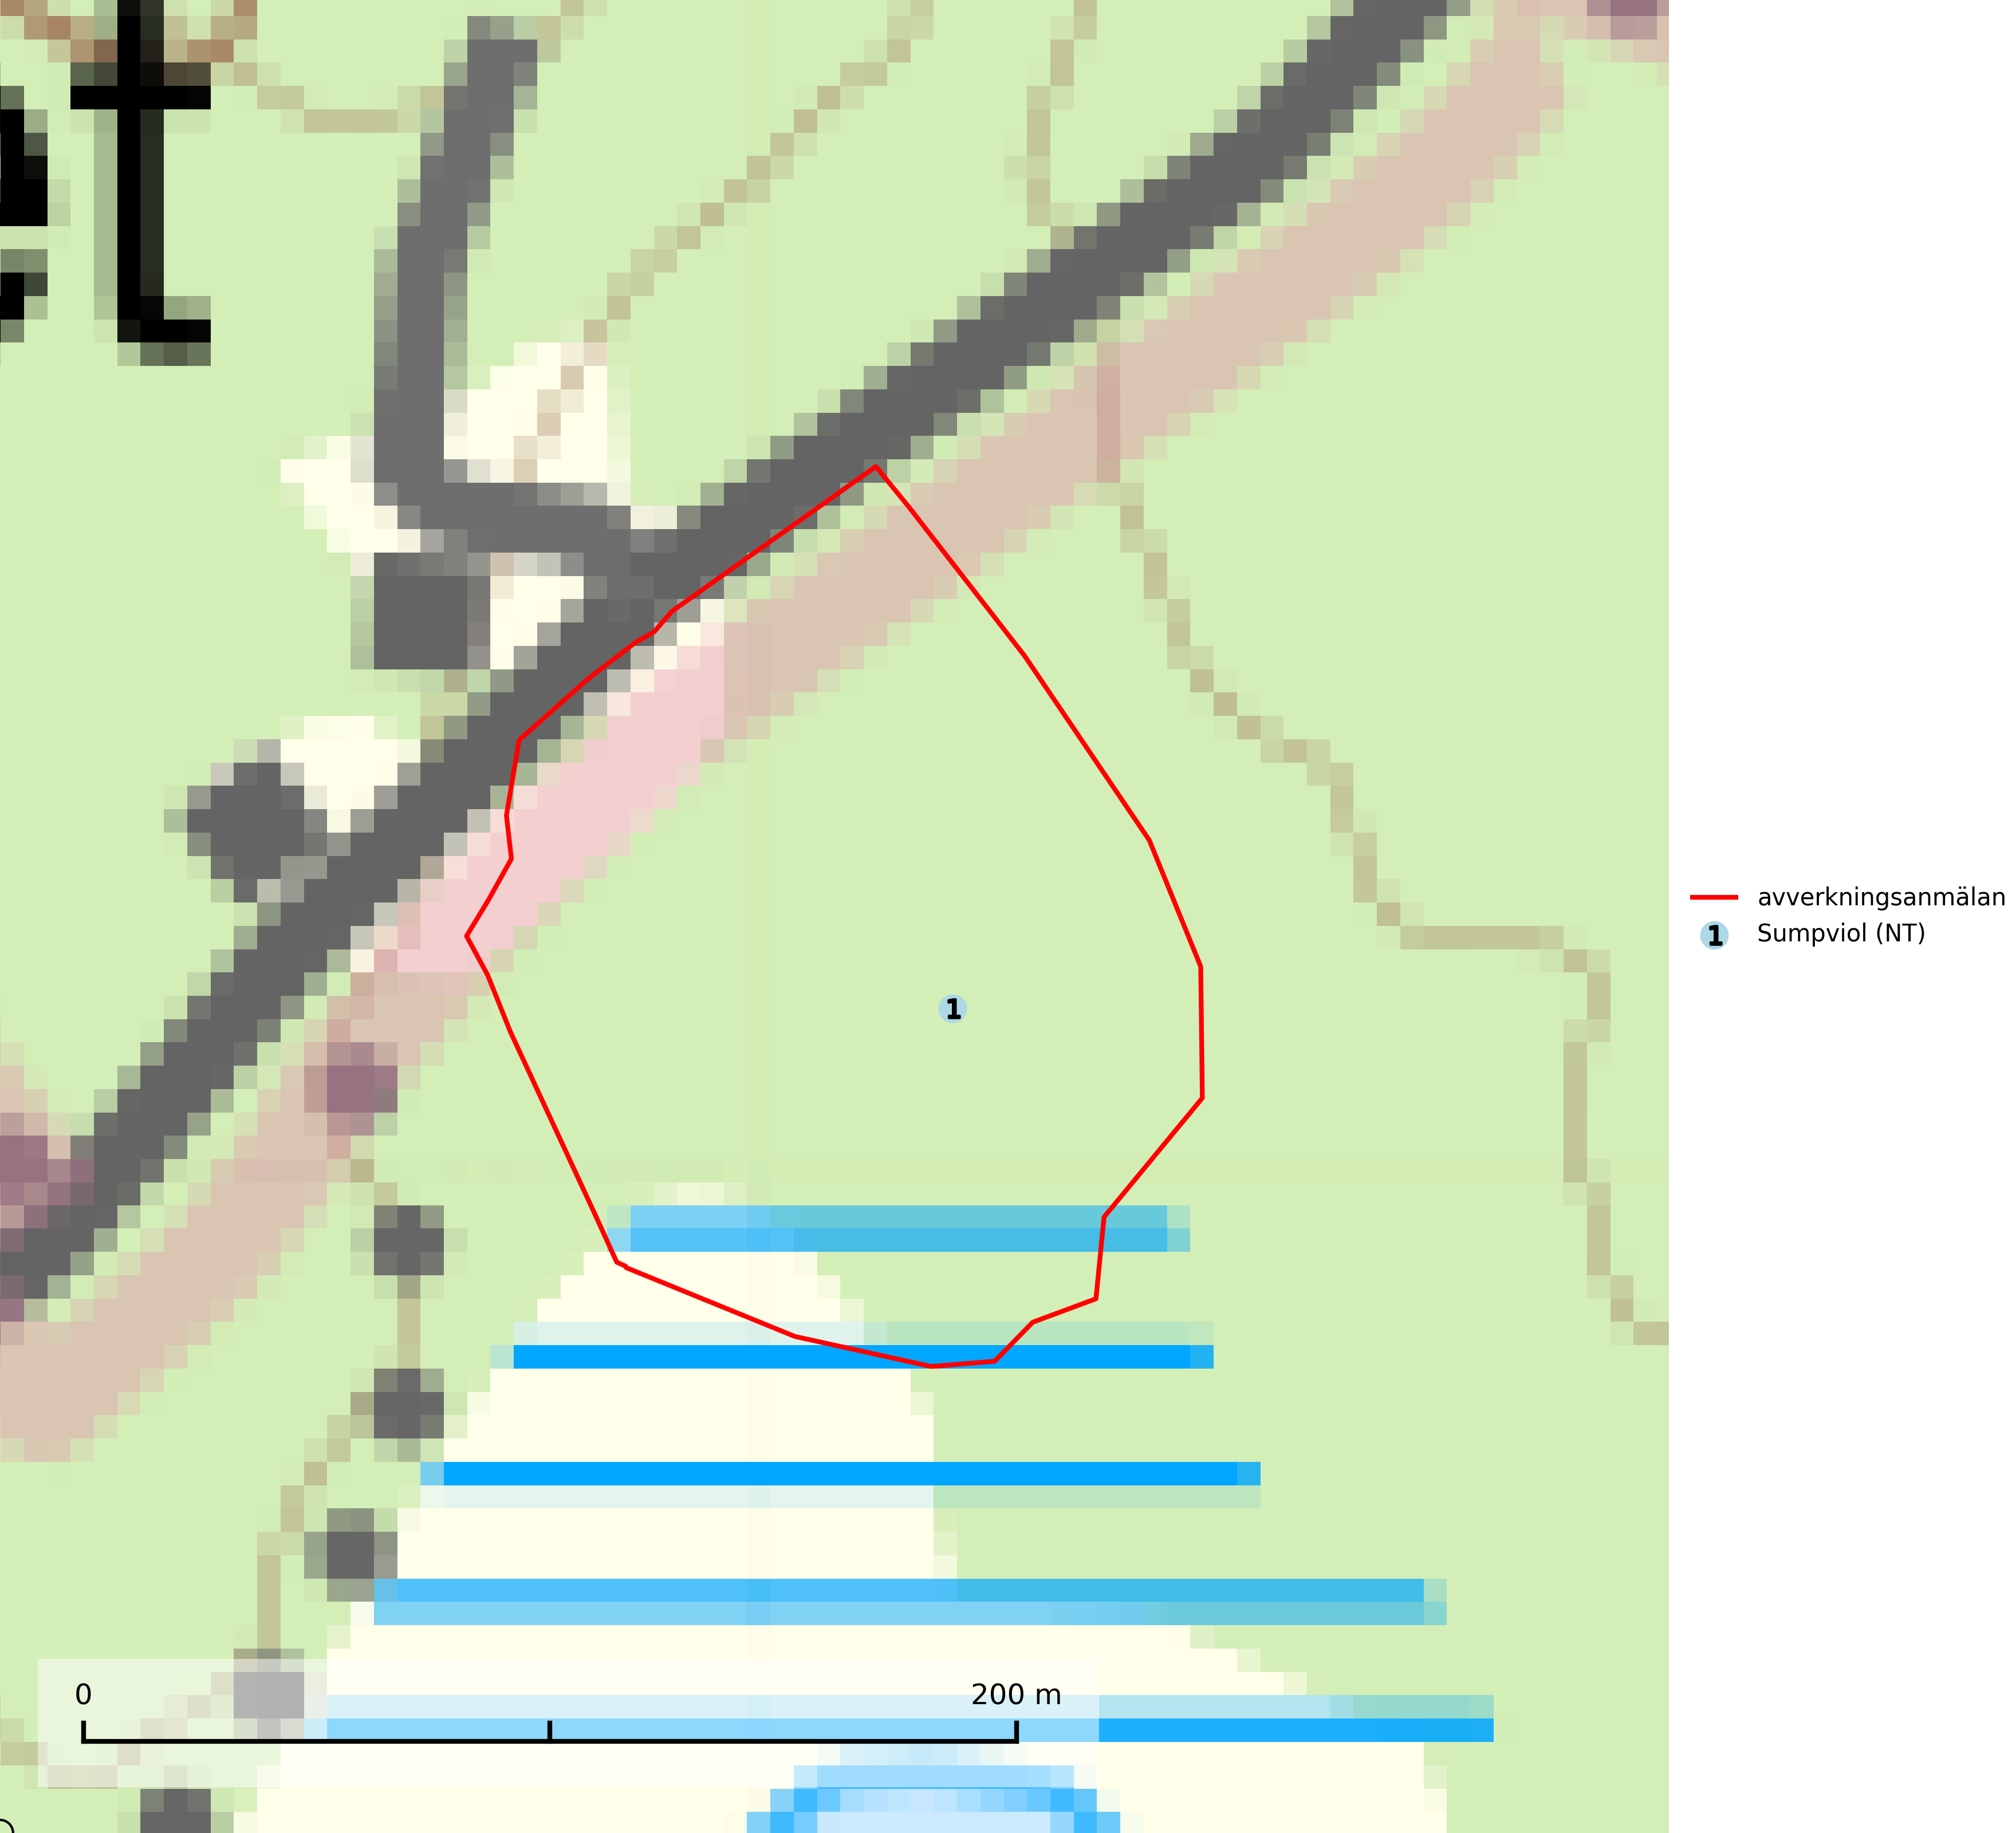 avverkningsanmälan
1 Sumpviol (NT)
1
0 200 m